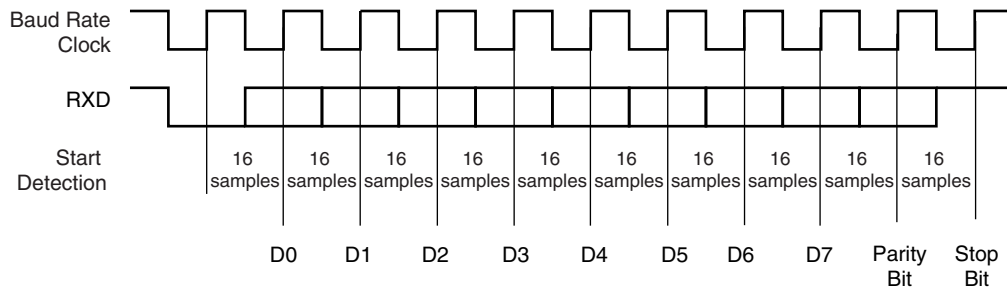 Baud Rate
Clock
RXD
Start
Detection
16 16 16 16 16 16 16 16 16 16
samples samples samples samples samples samples samples samples samples samples
D0 D1 D2 D3 D4 D5 D6 D7 Parity Stop
Bit Bit